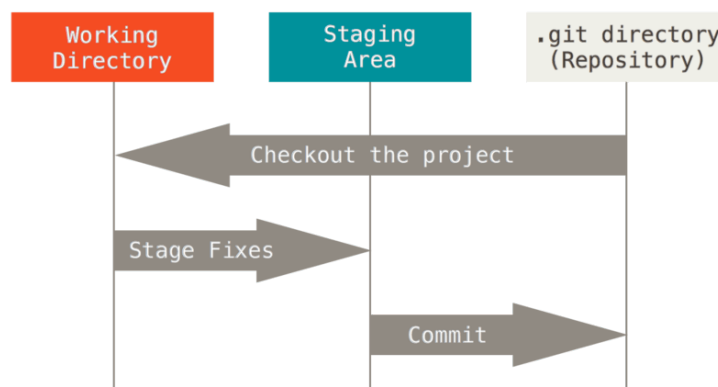 Working
Directory
Staging
Area
.git directory
(Repository)
Checkout the project
Stage Fixes
Commit